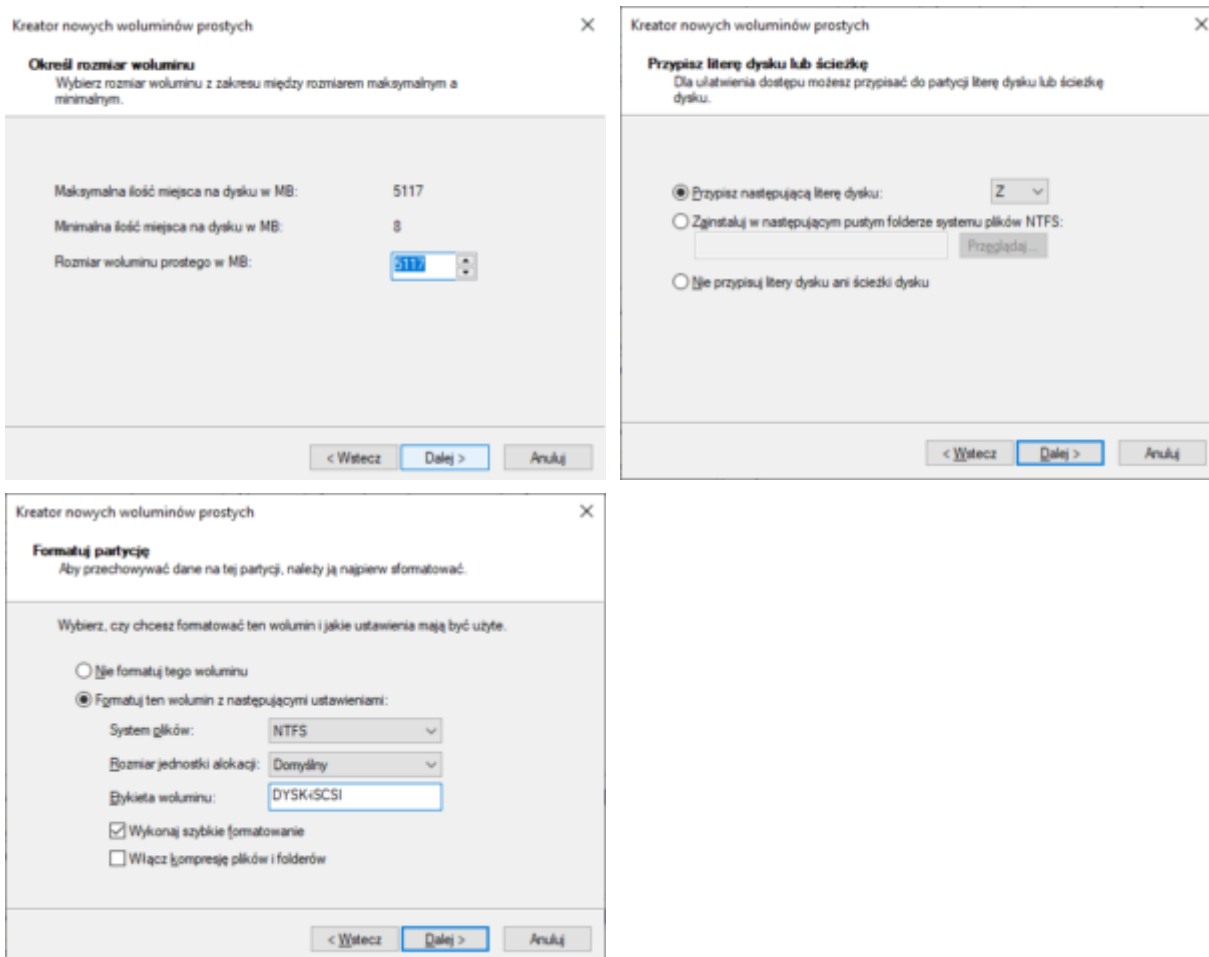 Kreator nowych woluminów prostych
Określ rozmiar woluminu
Wybierz rozmiar woluminu z zakresu między rozmiarem maksymalnym a
minimalnym.
Maksymalna ilość miejsca na dysku w MB: 5117
Minimalna ilość miejsca na dysku w MB: 8
Rozmiar woluminu prostego w MB: 5117
< Wstecz Dalej > Anuluj
Kreator nowych woluminów prostych
Przypisz literę dysku lub ścieżkę
Dla ułatwienia dostępu możesz przypisać do partycji literę dysku lub ścieżkę
dysku.
Przypisz następującą literę dysku: Z
Zainstaluj w następującym pustym folderze systemu plików NTFS:
Przeglądaj...
Nie przypisuj litery dysku ani ścieżki dysku
< Wstecz Dalej > Anuluj
Kreator nowych woluminów prostych
Formatuj partycję
Aby przechowywać dane na tej partycji, należy ją najpierw sformatować.
Wybierz, czy chcesz formatować ten wolumin i jakie ustawienia mają być użyte.
Nie formatuj tego woluminu
Formatuj ten wolumin z następującymi ustawieniami:
System plików: NTFS
Rozmiar jednostki alokacji: Domyślny
Etykieta woluminu: DYSKiSCSI
Wykonaj szybkie formatowanie
Włącz kompresję plików i folderów
< Wstecz Dalej > Anuluj